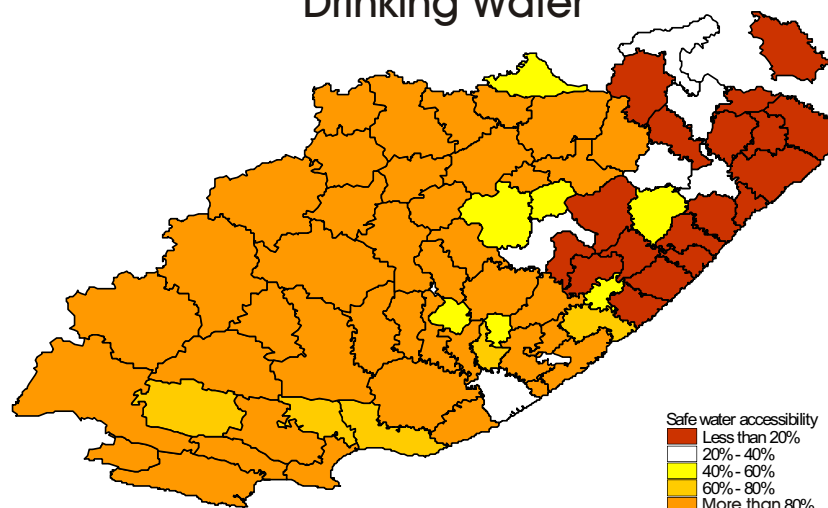 Drinking Water
Safe water accessibility
Less than 20%
20% - 40%
40% - 60%
60% - 80%
More than 80%